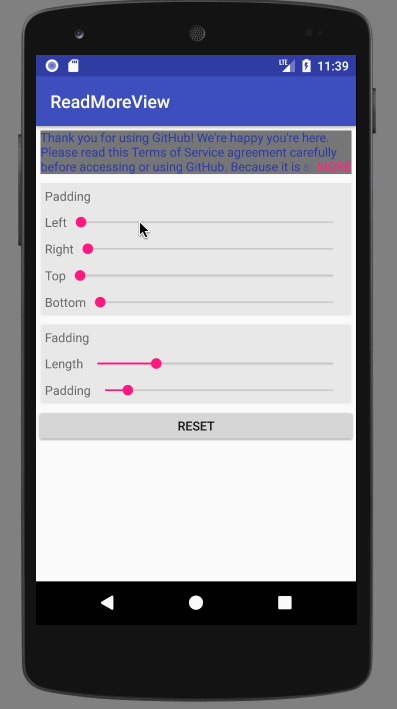 LTE 11:39
ReadMoreView
Thank you for using GitHub! We're happy you're here.
Please read this Terms of Service agreement carefully
before accessing or using GitHub. Because it is MORE
Padding
Left
Right
Top
Bottom
Fadding
Length
Padding
RESET